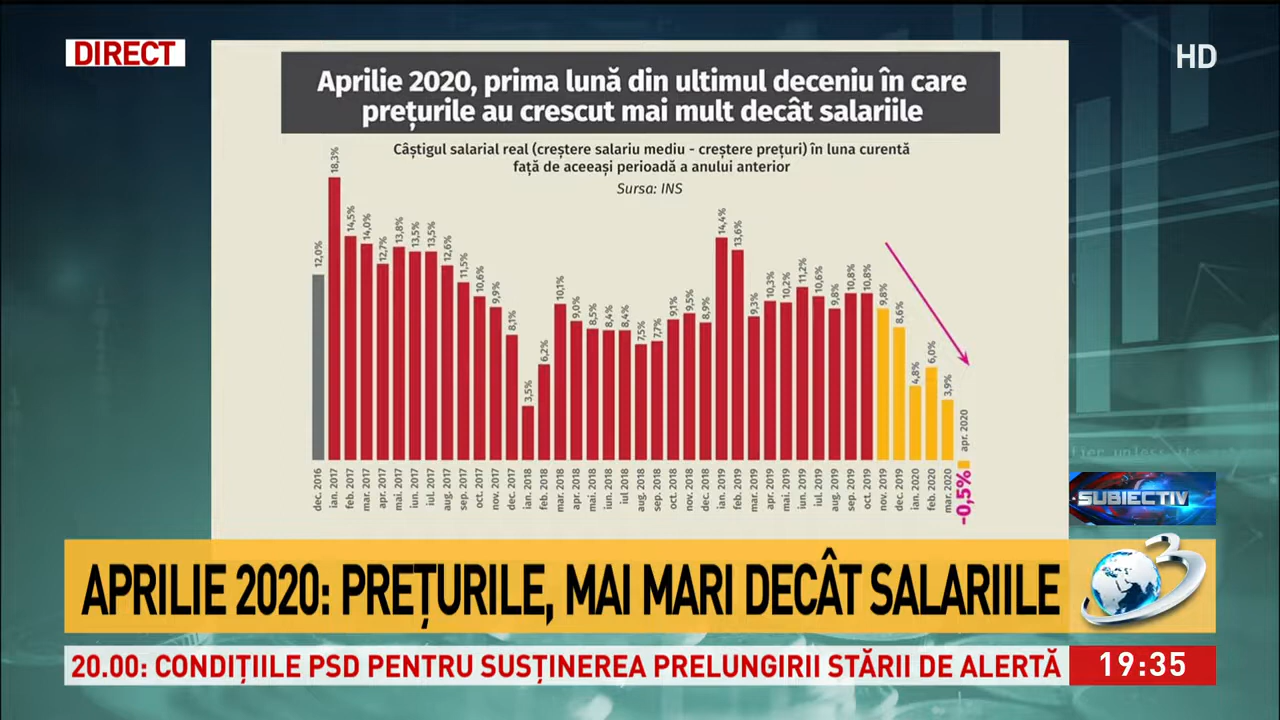 DIRECT
HD
Aprilie 2020, prima lună din ultimul deceniu în care
prețurile au crescut mai mult decât salariile
Câștigul salarial real (creștere salariu mediu - creștere prețuri) în luna curentă
față de aceeași perioadă a anului anterior
Sursa: INS
12,0%
18,3%
14,5%
14,0%
12,7%
13,8%
13,5%
13,5%
12,6%
11,5%
10,6%
9,9%
8,1%
3,5%
6,2%
10,1%
9,0%
8,5%
8,4%
8,4%
7,5%
7,7%
9,1%
9,5%
8,9%
14,4%
13,6%
9,3%
10,3%
10,2%
11,2%
10,6%
9,8%
10,8%
10,8%
9,8%
8,6%
4,8%
6,0%
3,9%
-0,5%
dec. 2016
ian. 2017
feb. 2017
mar. 2017
apr. 2017
mai. 2017
iun. 2017
iul. 2017
aug. 2017
sep. 2017
oct. 2017
nov. 2017
dec. 2017
ian. 2018
feb. 2018
mar. 2018
apr. 2018
mai. 2018
iun. 2018
iul 2018
aug. 2018
sep. 2018
oct. 2018
nov. 2018
dec. 2018
ian. 2019
feb. 2019
mar. 2019
apr. 2019
mai. 2019
iun. 2019
iul. 2019
aug. 2019
sep. 2019
oct. 2019
nov. 2019
dec. 2019
ian. 2020
feb. 2020
mar. 2020
apr. 2020
SUBIECTIV
APRILIE 2020: PREȚURILE, MAI MARI DECÂT SALARIILE
3
20.00: CONDIȚIILE PSD PENTRU SUSȚINEREA PRELUNGIRII STĂRII DE ALERTĂ
19:35